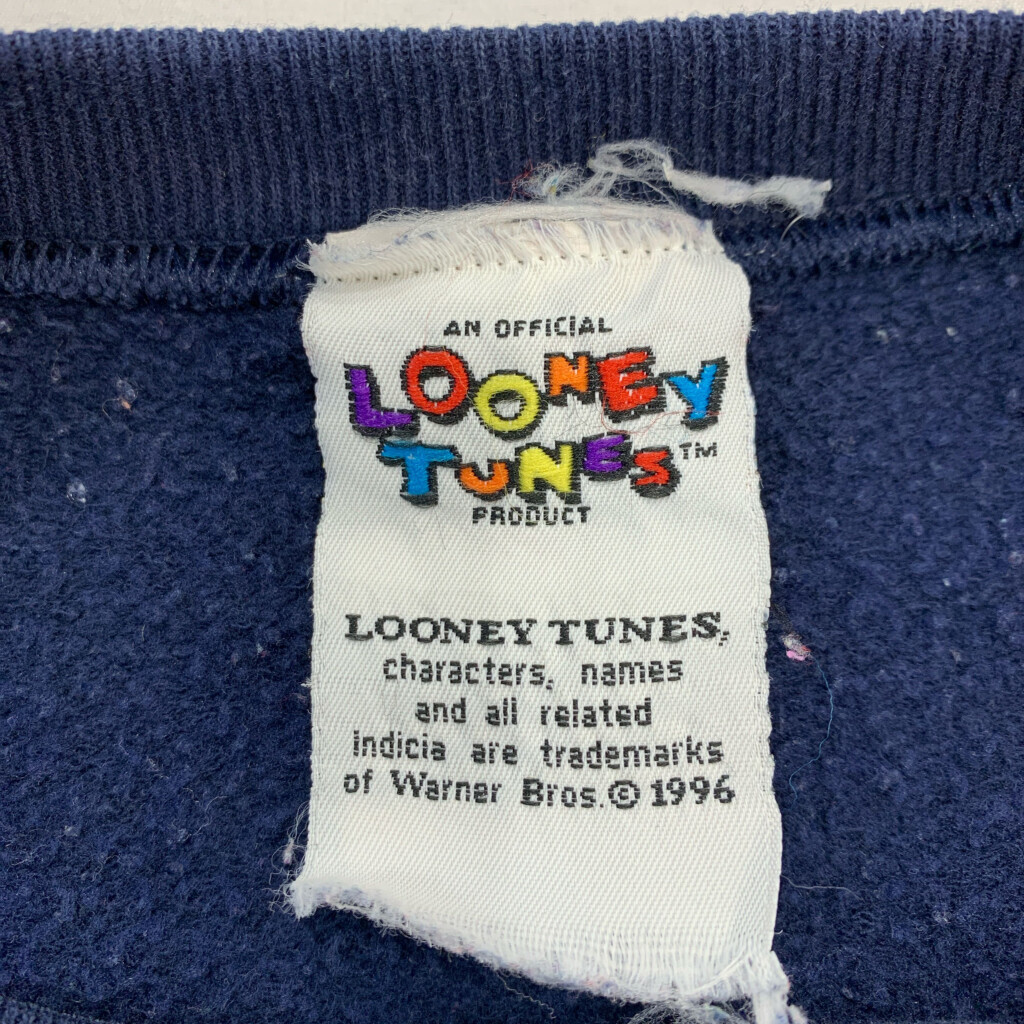 AN OFFICIAL
LOONEY
TUNES™
PRODUCT
LOONEY TUNES,
characters, names
and all related
indicia are trademarks
of Warner Bros.© 1996